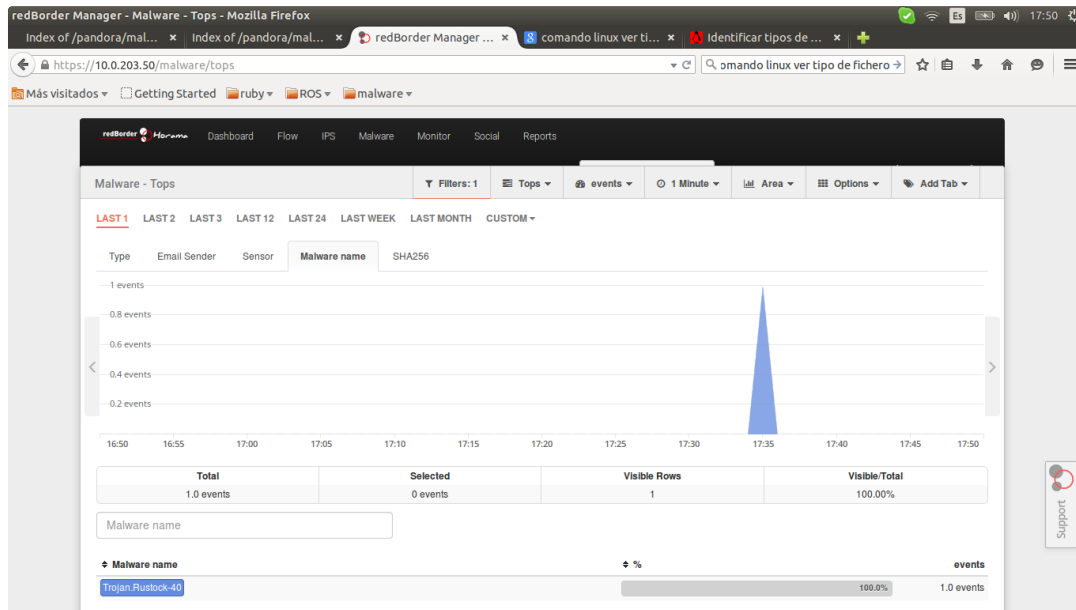 redBorder Manager - Malware - Tops - Mozilla Firefox Es 17:50
Index of /pandora/mal... × Index of /pandora/mal... × redBorder Manager ... × comando linux ver ti... × Identificar tipos de ... ×
https://10.0.203.50/malware/tops omando linux ver tipo de fichero
Más visitados Getting Started ruby ROS malware
redBorder Horama Dashboard Flow IPS Malware Monitor Social Reports
Malware - Tops Filters: 1 Tops events 1 Minute Area Options Add Tab
LAST 1 LAST 2 LAST 3 LAST 12 LAST 24 LAST WEEK LAST MONTH CUSTOM
Type Email Sender Sensor Malware name SHA256
1 events
0.8 events
0.6 events
0.4 events
0.2 events
16:50 16:55 17:00 17:05 17:10 17:15 17:20 17:25 17:30 17:35 17:40 17:45 17:50
Total Selected Visible Rows Visible/Total
1.0 events 0 events 1 100.00%
Support
Malware name
Malware name % events
Trojan.Rustock-40 100.0% 1.0 events